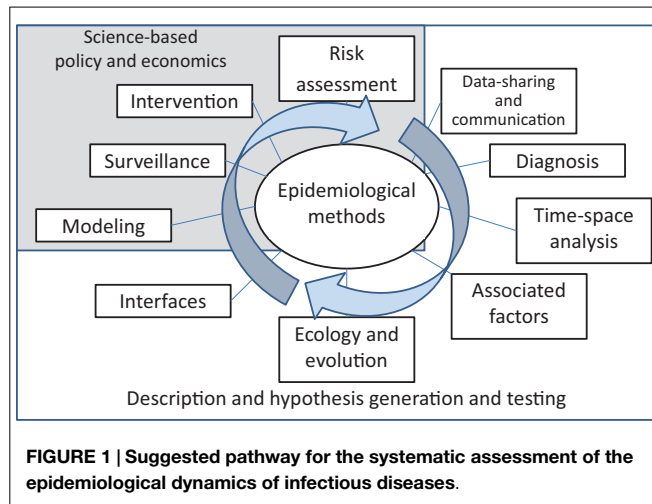 Science-based
policy and economics
Risk
assessment
Data-sharing
and
communication
Intervention
Diagnosis
Surveillance
Epidemiological
methods
Time-space
analysis
Modeling
Associated
factors
Interfaces
Ecology and
evolution
Description and hypothesis generation and testing
FIGURE 1 | Suggested pathway for the systematic assessment of the
epidemiological dynamics of infectious diseases.